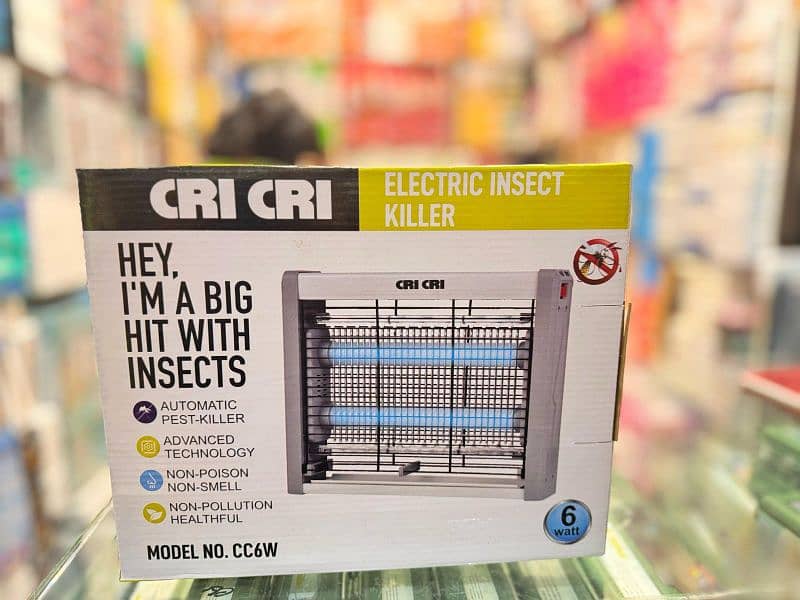 CRI CRI
ELECTRIC INSECT
KILLER
HEY,
I'M A BIG
HIT WITH
INSECTS
CRI CRI
AUTOMATIC
PEST-KILLER
ADVANCED
TECHNOLOGY
NON-POISON
NON-SMELL
NON-POLLUTION
HEALTHFUL
MODEL NO. CC6W
6
watt